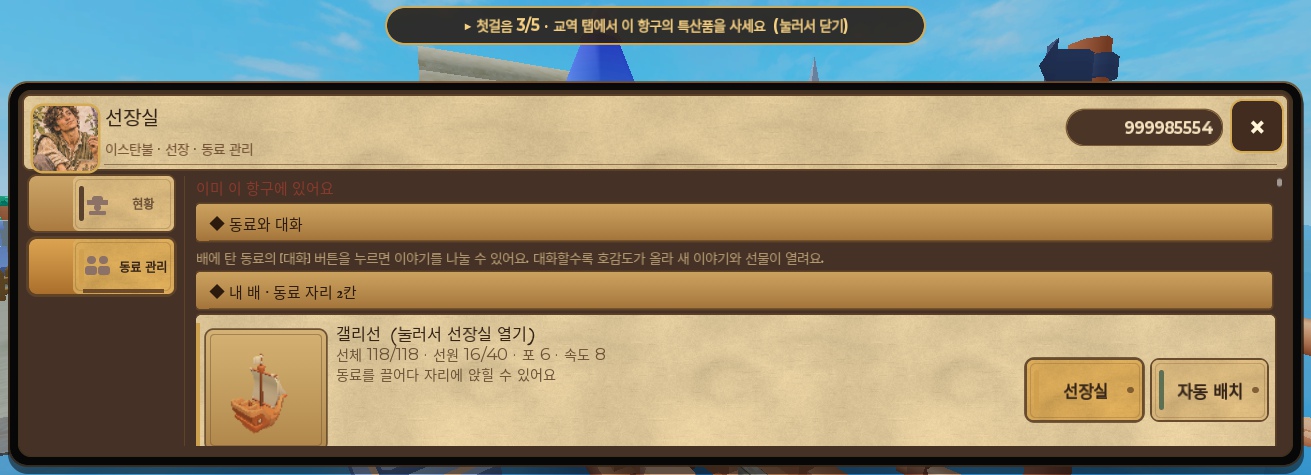 ▸ 첫걸음 3/5 · 교역 탭에서 이 항구의 특산품을 사세요 (눌러서 닫기)
선장실
이스탄불 · 선장 · 동료 관리
999985554
×
현황
동료 관리
이미 이 항구에 있어요
◆ 동료와 대화
배에 탄 동료의 [대화] 버튼을 누르면 이야기를 나눌 수 있어요. 대화할수록 호감도가 올라 새 이야기와 선물이 열려요.
◆ 내 배 · 동료 자리 2칸
갤리선 (눌러서 선장실 열기)
선체 118/118 · 선원 16/40 · 포 6 · 속도 8
동료를 끌어다 자리에 앉힐 수 있어요
선장실
자동 배치